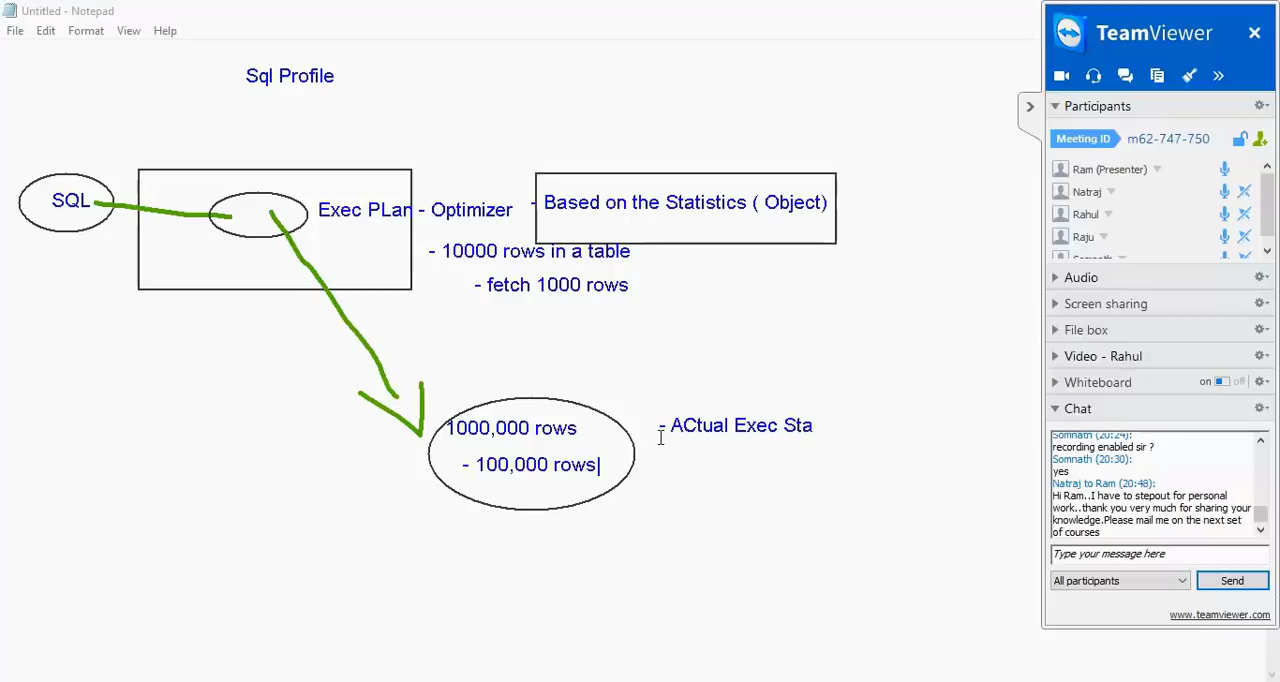 Untitled - Notepad
File Edit Format View Help
Sql Profile
SQL
Exec PLan - Optimizer
- Based on the Statistics ( Object)
- 10000 rows in a table
- fetch 1000 rows
1000,000 rows
- 100,000 rows
- ACtual Exec Sta
TeamViewer
Participants
Meeting ID m62-747-750
Ram (Presenter)
Natraj
Rahul
Raju
Somnath
Audio
Screen sharing
File box
Video - Rahul
Whiteboard on off
Chat
Somnath (20:24):
recording enabled sir ?
Somnath (20:30):
yes
Natraj to Ram (20:48):
Hi Ram..I have to stepout for personal
work..thank you very much for sharing your
knowledge.Please mail me on the next set
of courses
Type your message here
All participants Send
www.teamviewer.com